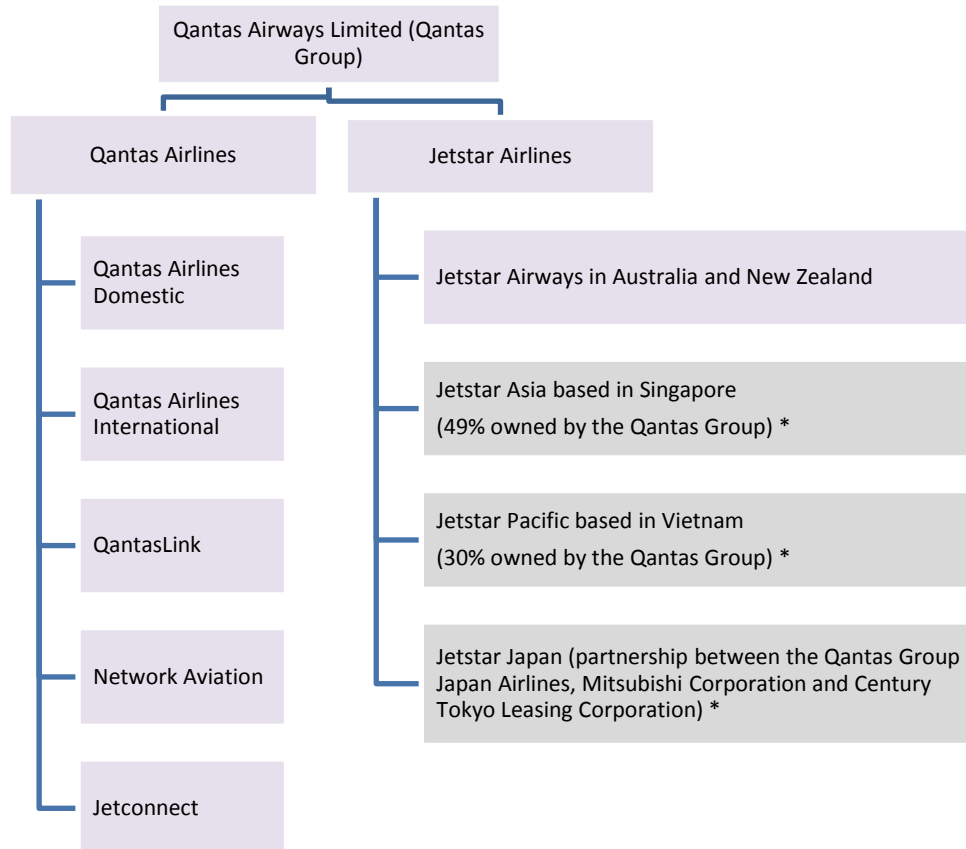 Qantas Airways Limited (Qantas
Group)
Qantas Airlines
Jetstar Airlines
Qantas Airlines
Domestic
Qantas Airlines
International
QantasLink
Network Aviation
Jetconnect
Jetstar Airways in Australia and New Zealand
Jetstar Asia based in Singapore
(49% owned by the Qantas Group) *
Jetstar Pacific based in Vietnam
(30% owned by the Qantas Group) *
Jetstar Japan (partnership between the Qantas Group
Japan Airlines, Mitsubishi Corporation and Century
Tokyo Leasing Corporation) *